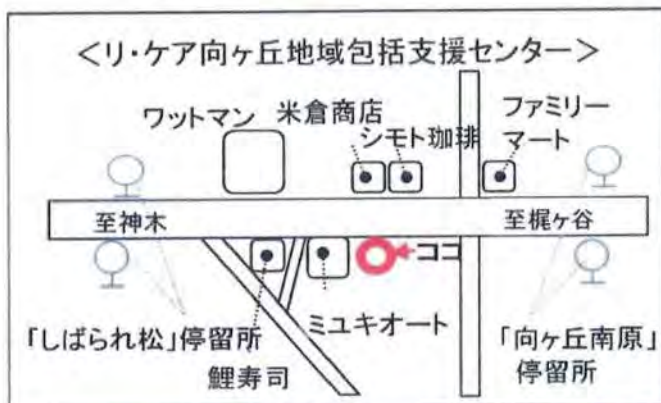 <リ・ケア向ヶ丘地域包括支援センター>
ワットマン
米倉商店
シモト珈琲
ファミリー
マート
至神木
至梶ヶ谷
ココ
「しばられ松」停留所
鯉寿司
ミユキオート
「向ヶ丘南原」
停留所